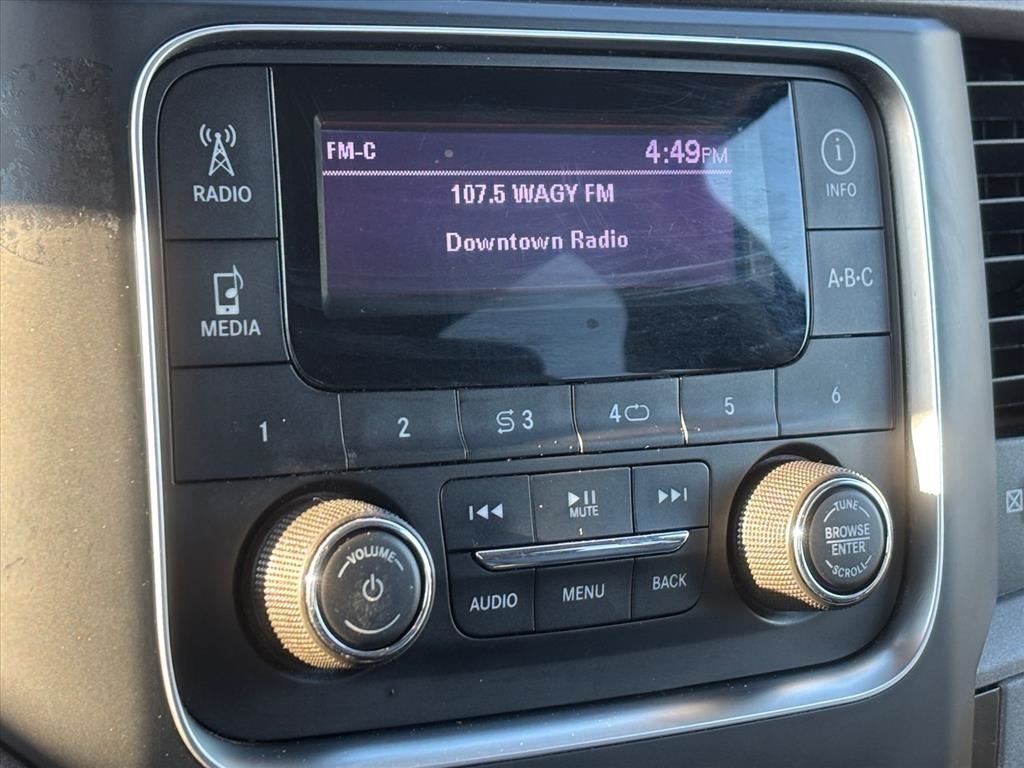 FM-C 4:49PM
107.5 WAGY FM
Downtown Radio
RADIO
MEDIA
i
INFO
A•B•C
1 2 3 4 5 6
MUTE
AUDIO MENU BACK
VOLUME
TUNE
BROWSE
ENTER
SCROLL